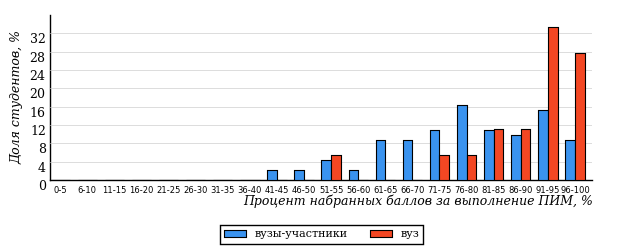 Доля студентов, %
32
28
24
20
16
12
8
4
0
0-5 6-10 11-15 16-20 21-25 26-30 31-35 36-40 41-45 46-50 51-55 56-60 61-65 66-70 71-75 76-80 81-85 86-90 91-95 96-100
Процент набранных баллов за выполнение ПИМ, %
вузы-участники вуз